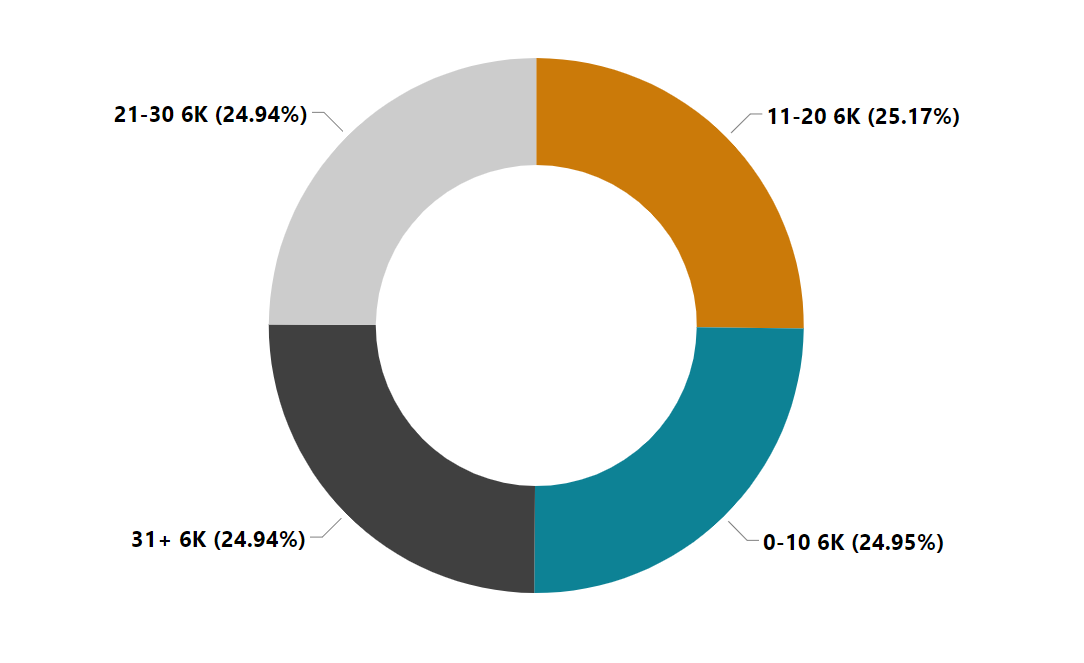 21-30 6K (24.94%)
11-20 6K (25.17%)
31+ 6K (24.94%)
0-10 6K (24.95%)